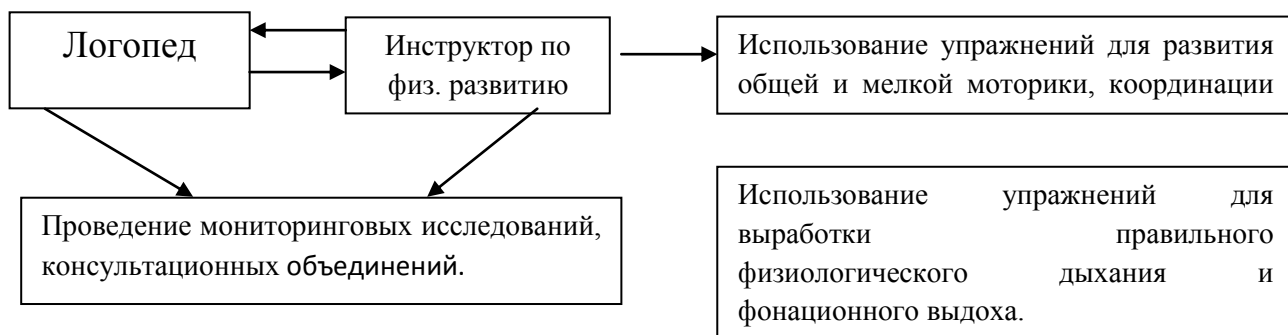 Логопед
Инструктор по
физ. развитию
Использование упражнений для развития
общей и мелкой моторики, координации
Проведение мониторинговых исследований,
консультационных объединений.
Использование упражнений для
выработки правильного
физиологического дыхания и
фонационного выдоха.